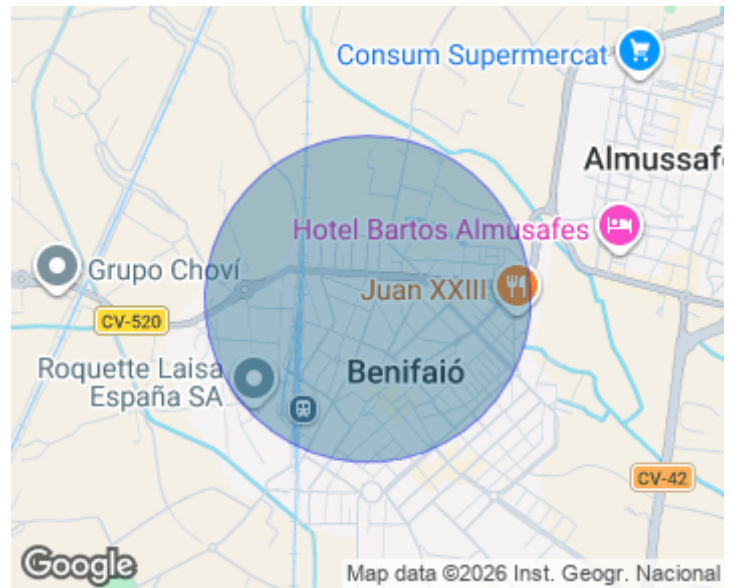 Consum Supermercat
Almussafe
Hotel Bartos Almusafes
Grupo Choví
Juan XXIII
CV-520
Roquette Laisa
España SA
Benifaió
CV-42
Google
Map data ©2026 Inst. Geogr. Nacional